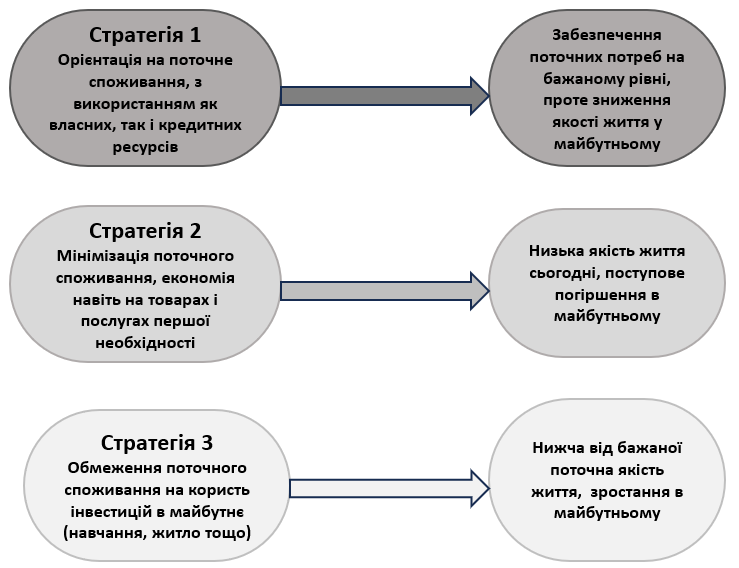 Стратегія 1
Орієнтація на поточне
споживання, з
використанням як
власних, так і кредитних
ресурсів
Забезпечення
поточних потреб на
бажаному рівні,
проте зниження
якості життя у
майбутньому
Стратегія 2
Мінімізація поточного
споживання, економія
навіть на товарах і
послугах першої
необхідності
Низька якість життя
сьогодні, поступове
погіршення в
майбутньому
Стратегія 3
Обмеження поточного
споживання на користь
інвестицій в майбутнє
(навчання, житло тощо)
Нижча від бажаної
поточна якість
життя,  зростання в
майбутньому